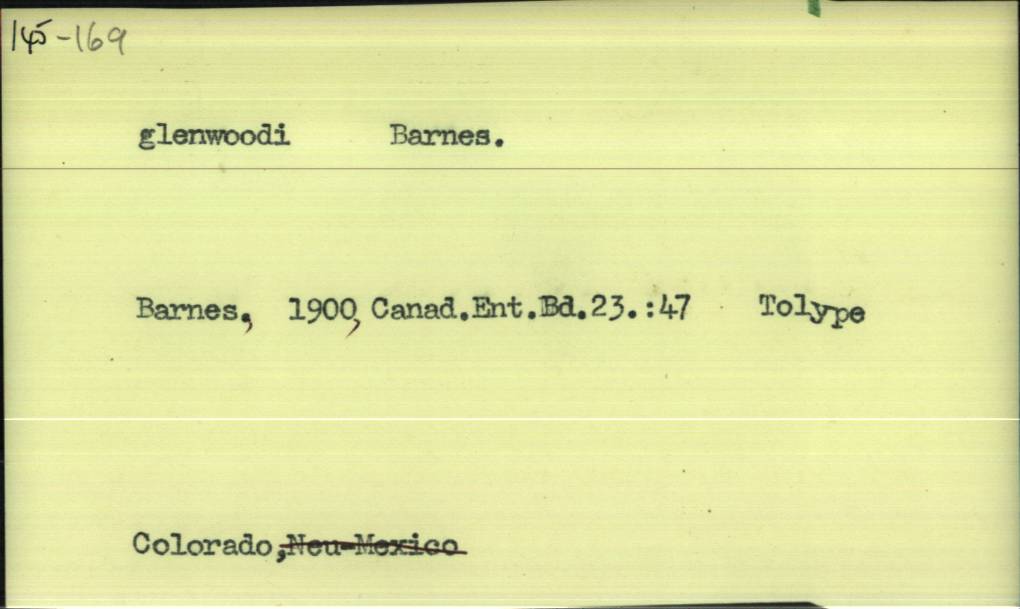 145-169
glenwoodi Barnes.
Barnes., 1900, Canad.Ent.Bd.23.:47 Tolype
Colorado,Neu-Mexico